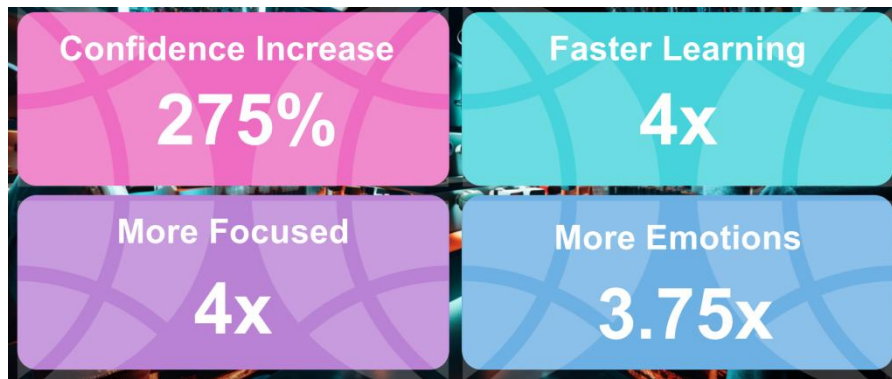 Confidence Increase
275%
Faster Learning
4x
More Focused
4x
More Emotions
3.75x